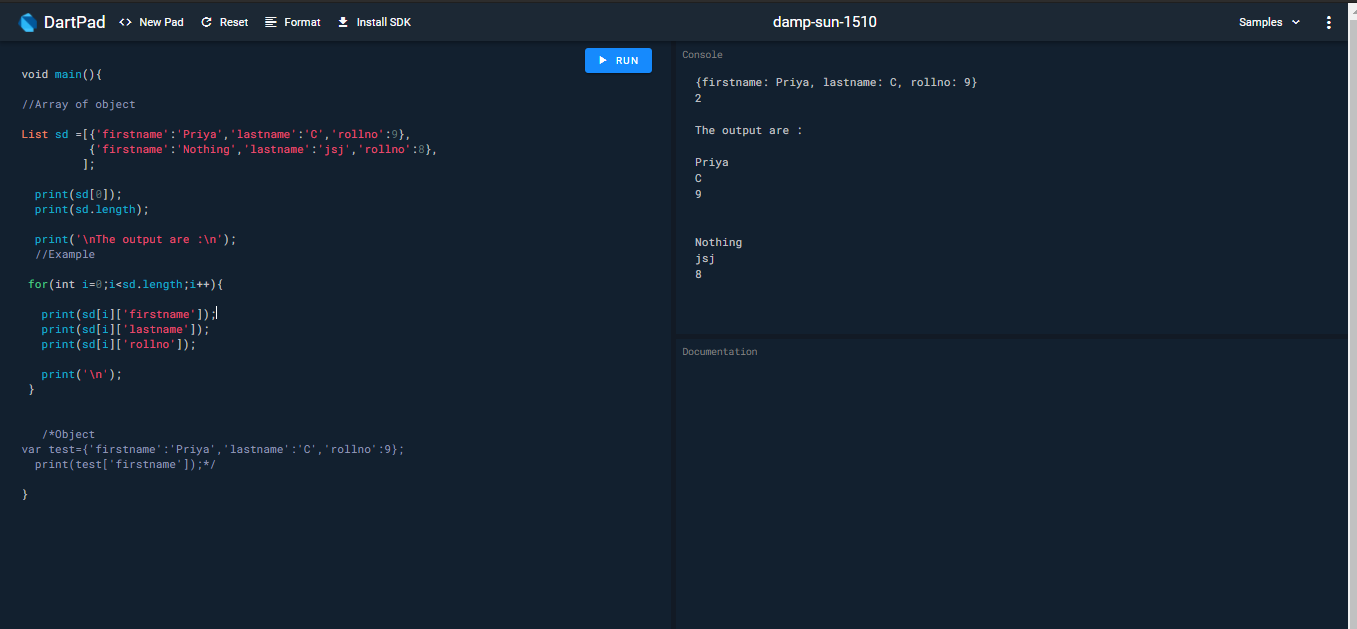 DartPad <> New Pad Reset Format Install SDK damp-sun-1510 Samples
RUN
void main(){
//Array of object
List sd =[{'firstname':'Priya','lastname':'C','rollno':9},
{'firstname':'Nothing','lastname':'jsj','rollno':8},
];
print(sd[0]);
print(sd.length);
print('\nThe output are :\n');
//Example
for(int i=0;i<sd.length;i++){
print(sd[i]['firstname']);
print(sd[i]['lastname']);
print(sd[i]['rollno']);
print('\n');
}
/*Object
var test={'firstname':'Priya','lastname':'C','rollno':9};
print(test['firstname']);*/
}
Console
{firstname: Priya, lastname: C, rollno: 9}
2
The output are :
Priya
C
9
Nothing
jsj
8
Documentation